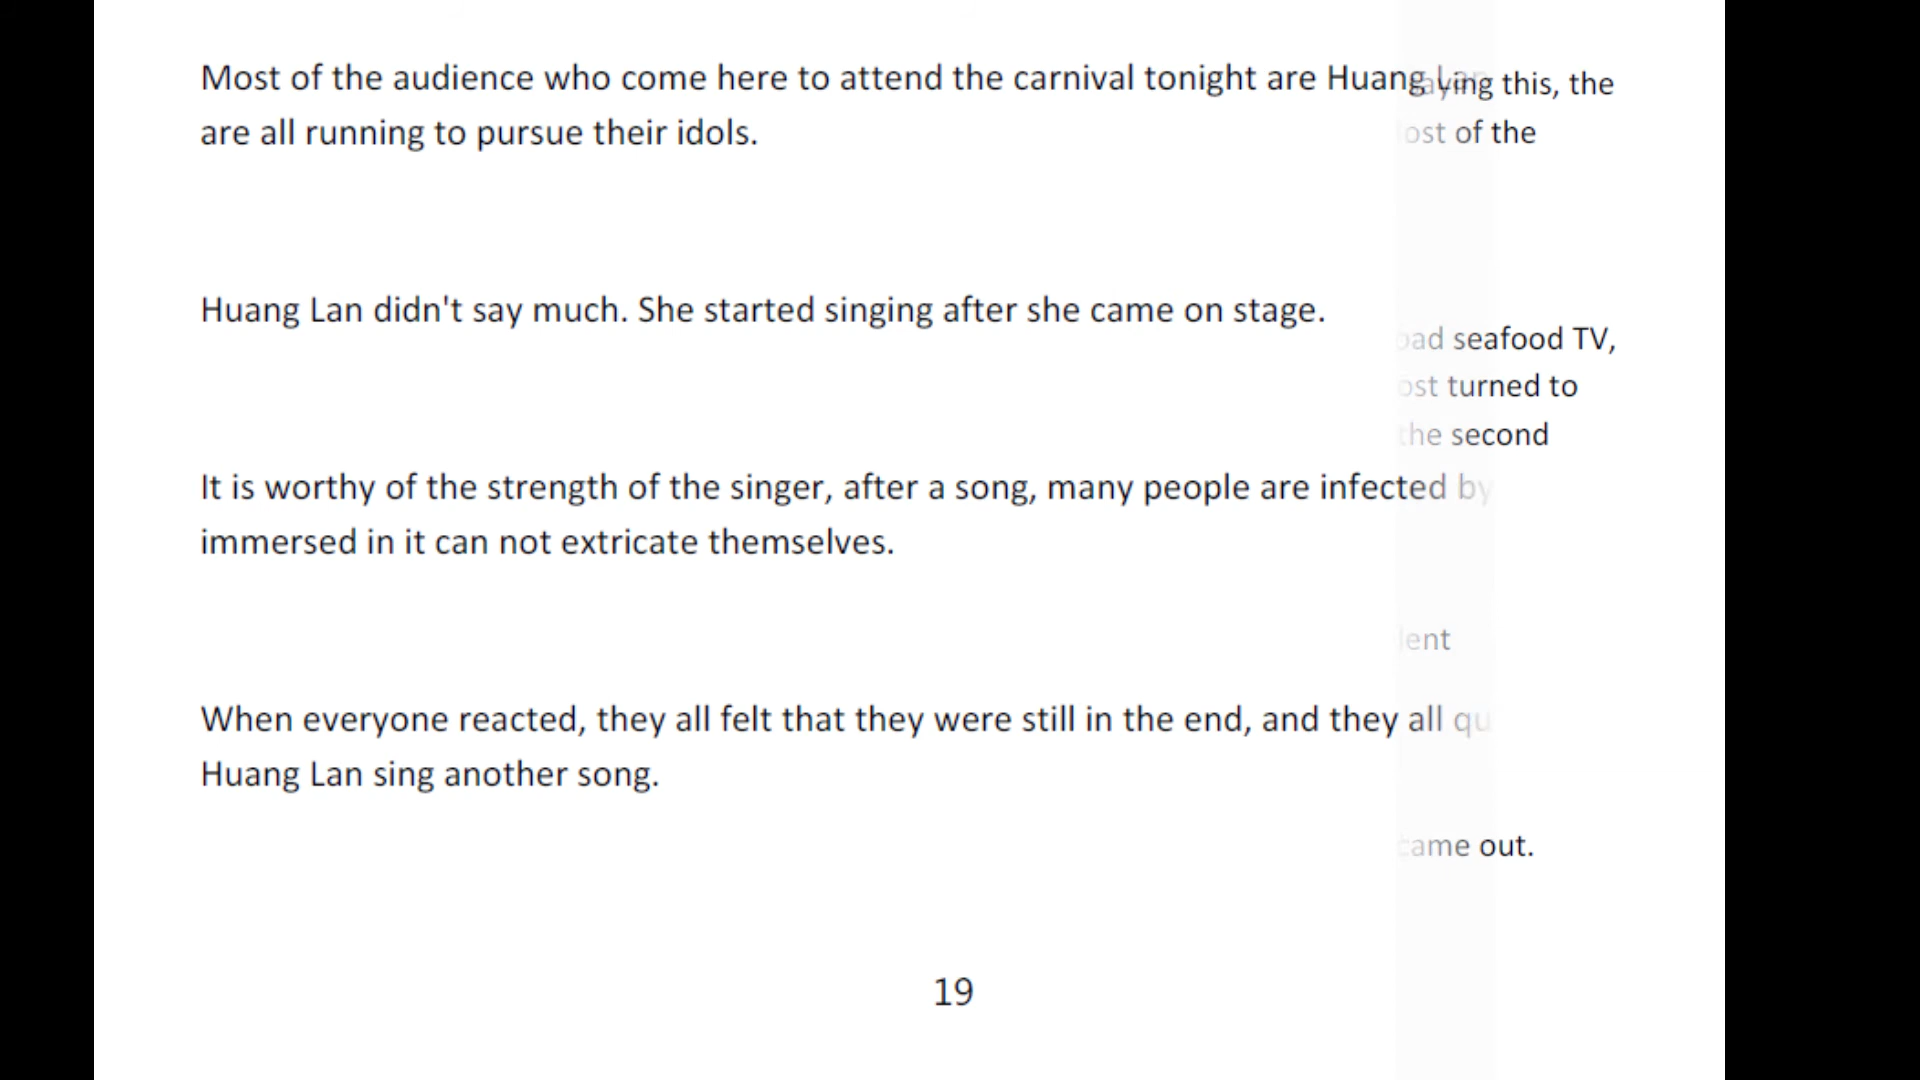 Most of the audience who come here to attend the carnival tonight are Huang
are all running to pursue their idols.
Huang Lan didn't say much. She started singing after she came on stage.
It is worthy of the strength of the singer, after a song, many people are infected by
immersed in it can not extricate themselves.
When everyone reacted, they all felt that they were still in the end, and they all
Huang Lan sing another song.
19
this, the
of the
seafood TV,
turned to
the second
came out.